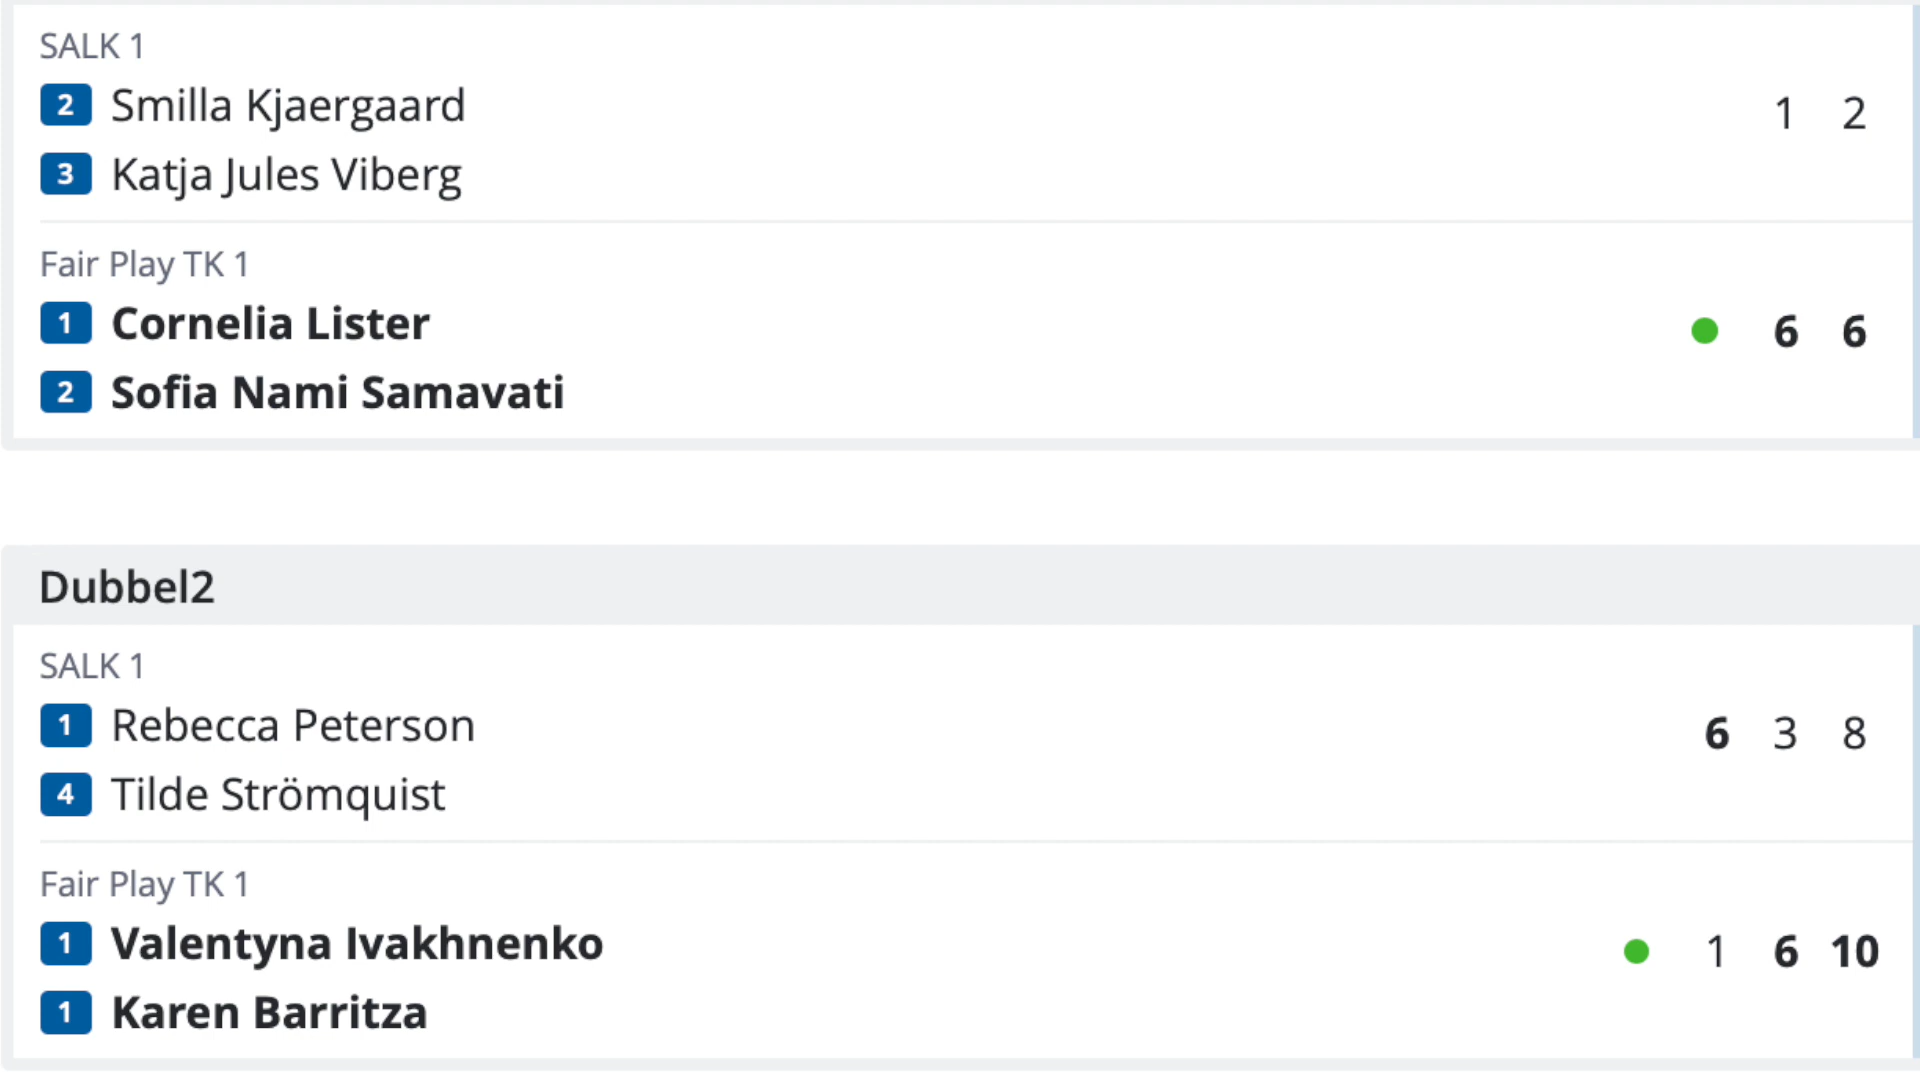 SALK 1
2 Smilla Kjaergaard 1 2
3 Katja Jules Viberg
Fair Play TK 1
1 Cornelia Lister 6 6
2 Sofia Nami Samavati
Dubbel2
SALK 1
1 Rebecca Peterson 6 3 8
4 Tilde Strömquist
Fair Play TK 1
1 Valentyna Ivakhnenko 1 6 10
1 Karen Barritza